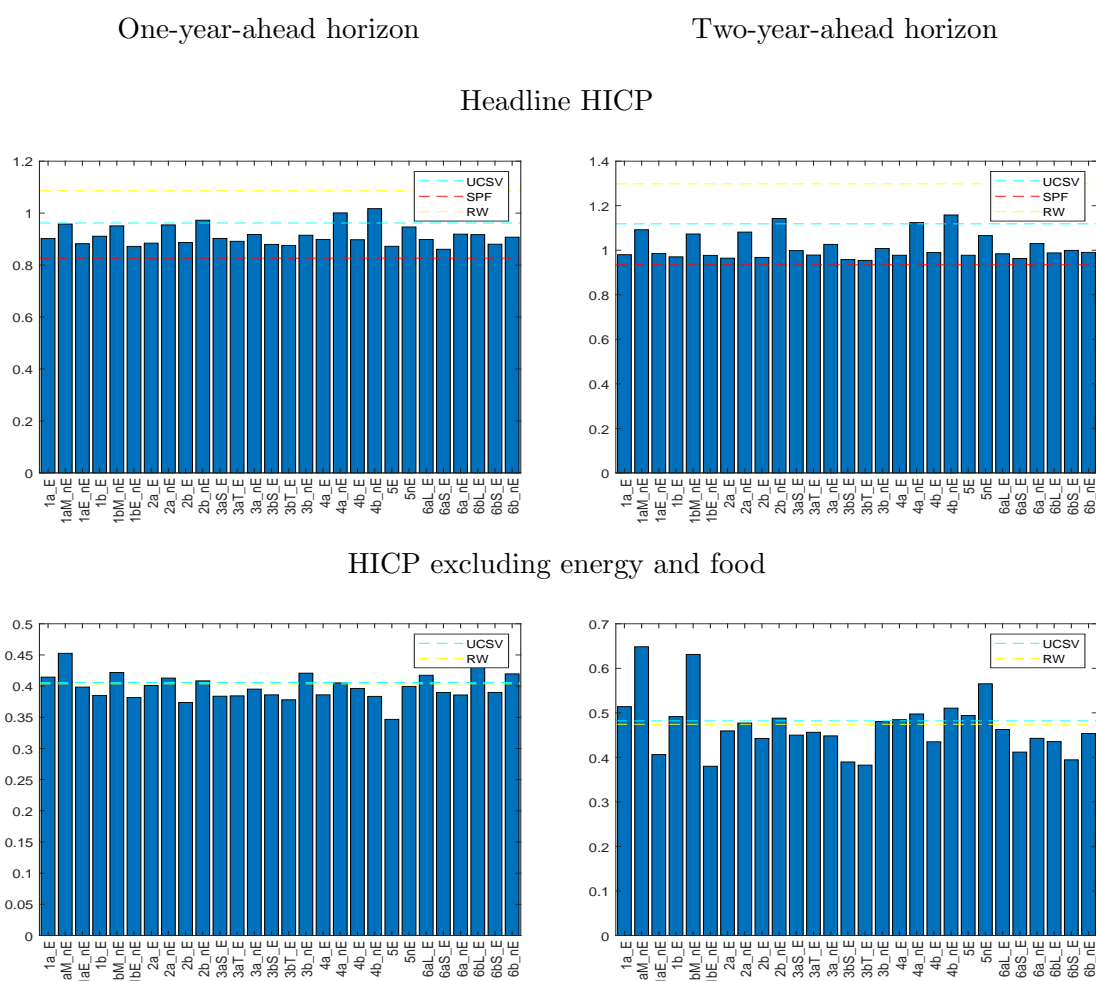 One-year-ahead horizon
Two-year-ahead horizon
Headline HICP
1.2
1
0.8
0.6
0.4
0.2
0
UCSV
SPF
RW
1a_E
1aM_nE
1aE_nE
1b_E
1bM_nE
1bE_nE
2a_E
2a_nE
2b_E
2b_nE
3aS_E
3aT_E
3a_nE
3bS_E
3bT_E
3b_nE
4a_E
4a_nE
4b_E
4b_nE
5E
5nE
6aL_E
6aS_E
6a_nE
6bL_E
6bS_E
6b_nE
1.4
1.2
1
0.8
0.6
0.4
0.2
0
UCSV
SPF
RW
1a_E
1aM_nE
1aE_nE
1b_E
1bM_nE
1bE_nE
2a_E
2a_nE
2b_E
2b_nE
3aS_E
3aT_E
3a_nE
3bS_E
3bT_E
3b_nE
4a_E
4a_nE
4b_E
4b_nE
5E
5nE
6aL_E
6aS_E
6a_nE
6bL_E
6bS_E
6b_nE
HICP excluding energy and food
0.5
0.45
0.4
0.35
0.3
0.25
0.2
0.15
0.1
0.05
0
UCSV
RW
1a_E
aM_nE
aE_nE
1b_E
bM_nE
bE_nE
2a_E
2a_nE
2b_E
2b_nE
3aS_E
3aT_E
3a_nE
3bS_E
3bT_E
3b_nE
4a_E
4a_nE
4b_E
4b_nE
5E
5nE
6aL_E
6aS_E
6a_nE
6bL_E
6bS_E
6b_nE
0.7
0.6
0.5
0.4
0.3
0.2
0.1
0
UCSV
RW
1a_E
aM_nE
aE_nE
1b_E
bM_nE
bE_nE
2a_E
2a_nE
2b_E
2b_nE
3aS_E
3aT_E
3a_nE
3bS_E
3bT_E
3b_nE
4a_E
4a_nE
4b_E
4b_nE
5E
5nE
6aL_E
6aS_E
6a_nE
6bL_E
6bS_E
6b_nE